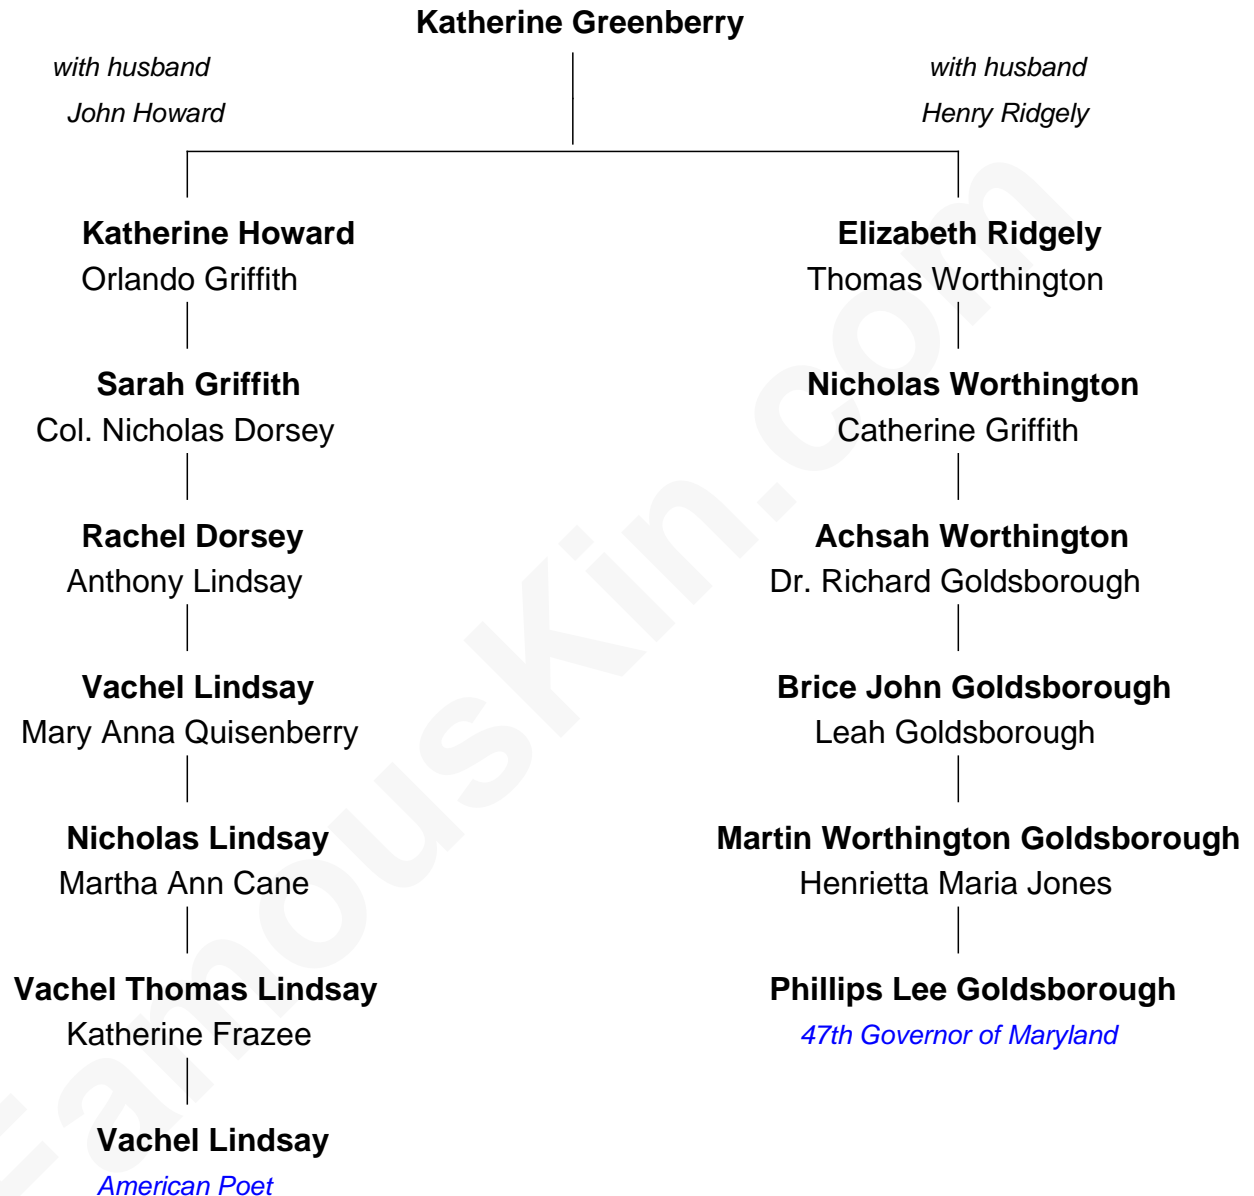 Katherine Greenberry
with husband
John Howard
with husband
Henry Ridgely
Katherine Howard
Orlando Griffith
Elizabeth Ridgely
Thomas Worthington
Sarah Griffith
Col. Nicholas Dorsey
Nicholas Worthington
Catherine Griffith
Rachel Dorsey
Anthony Lindsay
Achsah Worthington
Dr. Richard Goldsborough
Vachel Lindsay
Mary Anna Quisenberry
Brice John Goldsborough
Leah Goldsborough
Nicholas Lindsay
Martha Ann Cane
Martin Worthington Goldsborough
Henrietta Maria Jones
Vachel Thomas Lindsay
Katherine Frazee
Phillips Lee Goldsborough
47th Governor of Maryland
Vachel Lindsay
American Poet
FamousKin.com